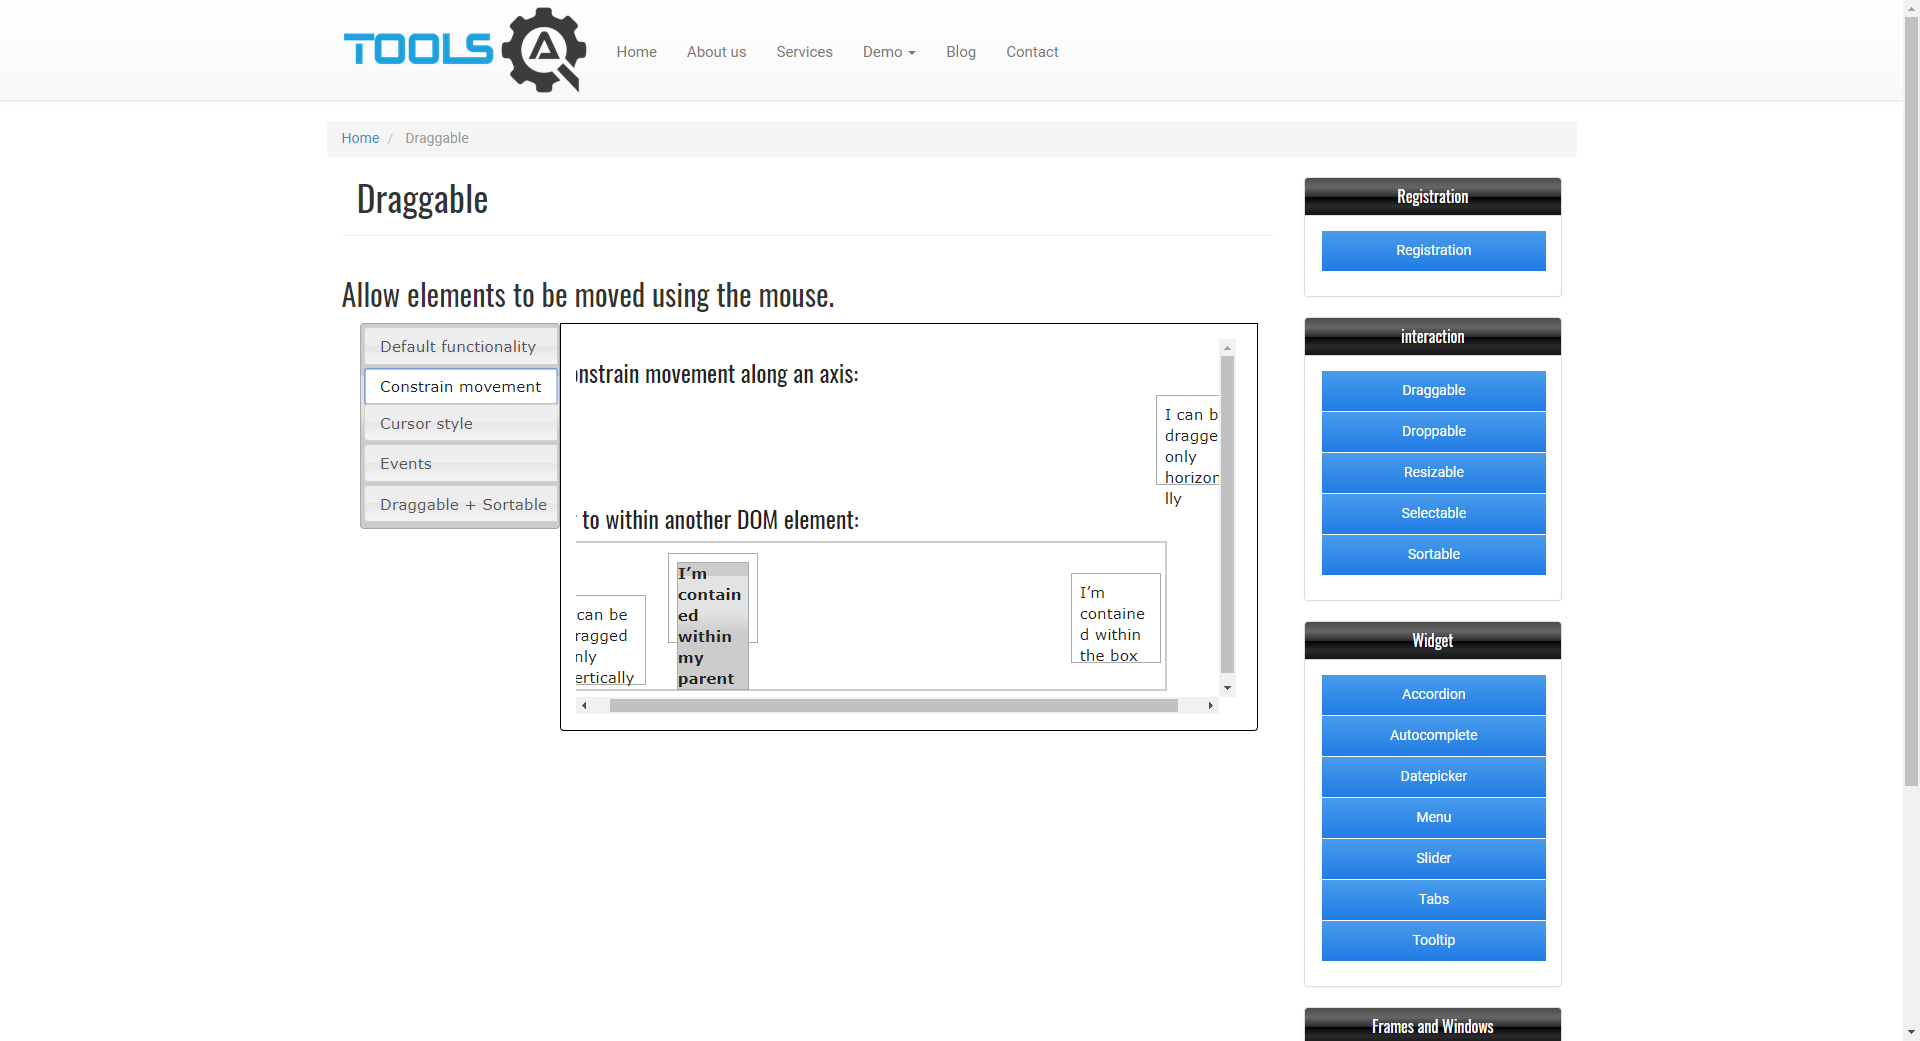 TOOLS QA
Home
About us
Services
Demo
Blog
Contact
Home / Draggable
Draggable
Allow elements to be moved using the mouse.
Default functionality
Constrain movement
Cursor style
Events
Draggable + Sortable
onstrain movement along an axis:
I can b
dragge
only
horizon
lly
to within another DOM element:
can be
ragged
nly
ertically
I’m
contain
ed
within
my
parent
I’m
containe
d within
the box
Registration
Registration
interaction
Draggable
Droppable
Resizable
Selectable
Sortable
Widget
Accordion
Autocomplete
Datepicker
Menu
Slider
Tabs
Tooltip
Frames and Windows